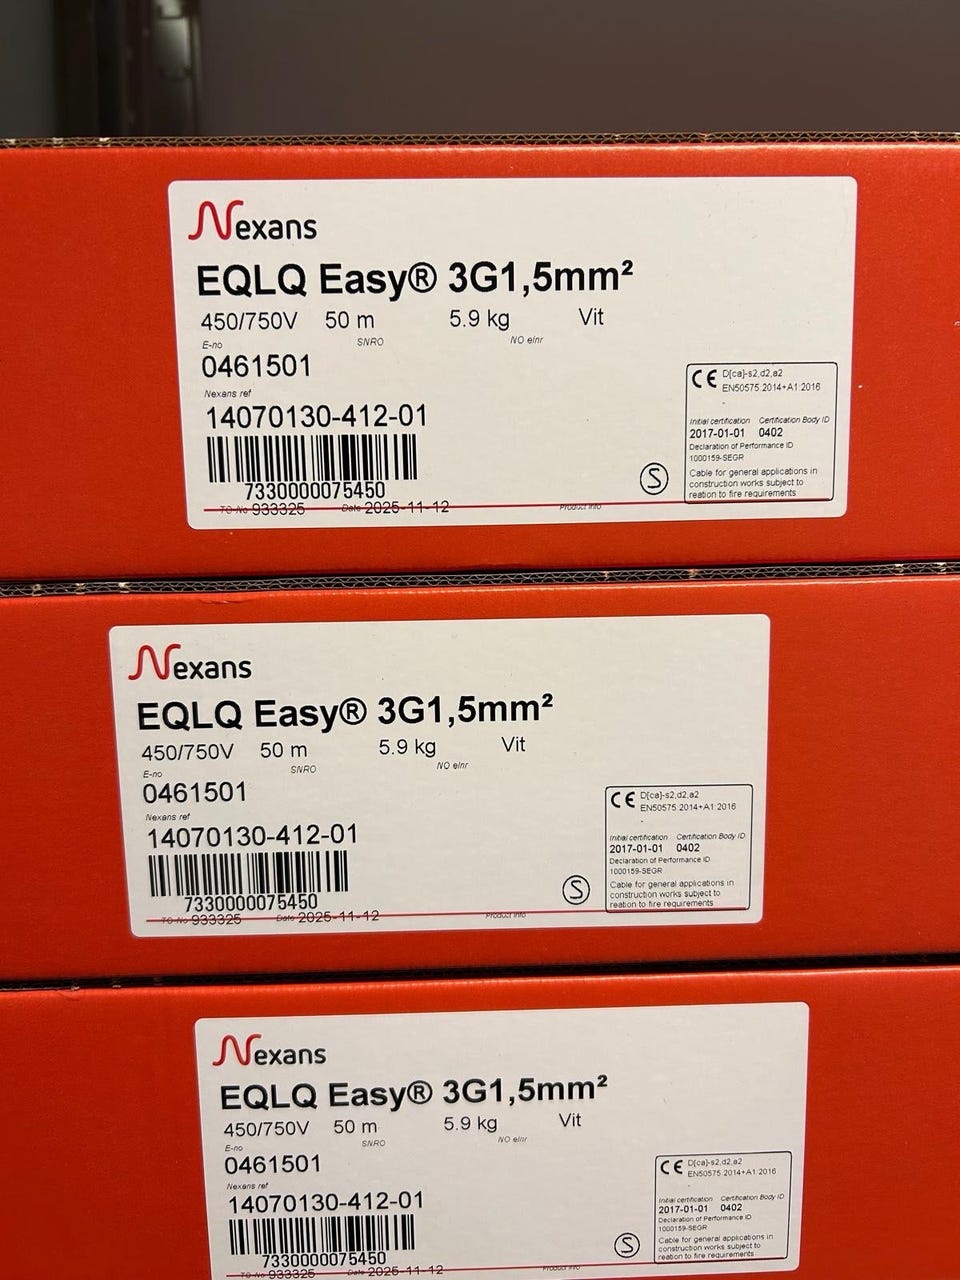 Nexans
EQLQ Easy® 3G1,5mm²
450/750V 50 m 5.9 kg Vit
E-no SNRO NO elnr
0461501
Nexans ref
14070130-412-01
7330000075450
TO-No 933325 Date 2025-11-12 Product info
CE D[ca]-s2,d2,a2
EN50575:2014+A1:2016
-
Initial certification Certification Body ID
2017-01-01 0402
Declaration of Performance ID
1000159-SEGR
Cable for general applications in
construction works subject to
reation to fire requirements
S
Nexans
EQLQ Easy® 3G1,5mm²
450/750V 50 m 5.9 kg Vit
E-no SNRO NO elnr
0461501
Nexans ref
14070130-412-01
7330000075450
TO-No 933325 Date 2025-11-12 Product info
CE D[ca]-s2,d2,a2
EN50575:2014+A1:2016
-
Initial certification Certification Body ID
2017-01-01 0402
Declaration of Performance ID
1000159-SEGR
Cable for general applications in
construction works subject to
reation to fire requirements
S
Nexans
EQLQ Easy® 3G1,5mm²
450/750V 50 m 5.9 kg Vit
E-no SNRO NO elnr
0461501
Nexans ref
14070130-412-01
7330000075450
TO-No 933325 Date 2025-11-12 Product info
CE D[ca]-s2,d2,a2
EN50575:2014+A1:2016
-
Initial certification Certification Body ID
2017-01-01 0402
Declaration of Performance ID
1000159-SEGR
Cable for general applications in
construction works subject to
reation to fire requirements
S